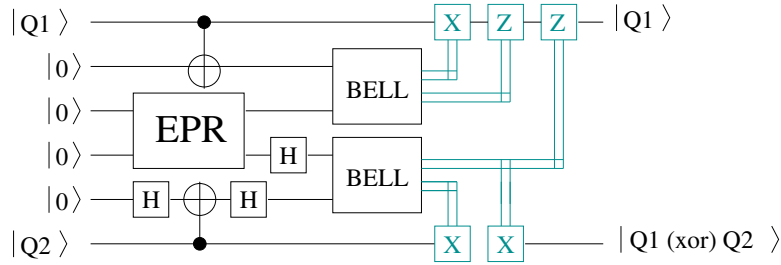 |Q1⟩ X Z Z |Q1⟩
|0⟩
BELL
|0⟩
EPR
|0⟩ H
BELL
|0⟩ H H
|Q2⟩ X X |Q1 (xor) Q2⟩